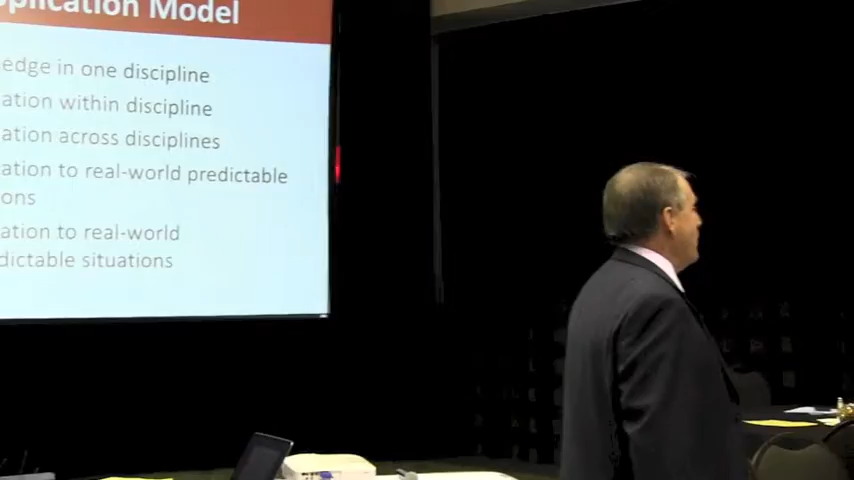 plication Model
edge in one discipline
ation within discipline
ation across disciplines
ation to real-world predictable
ons
ation to real-world
dictable situations